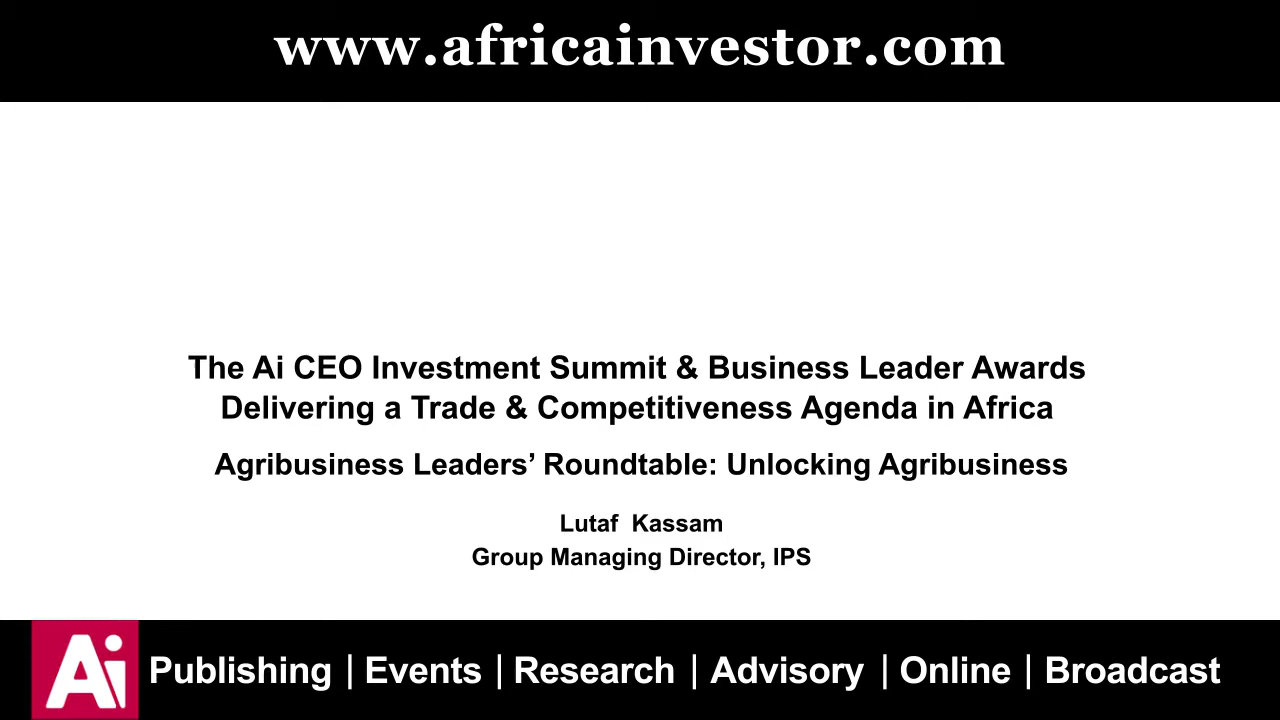 www.africainvestor.com
The Ai CEO Investment Summit & Business Leader Awards
Delivering a Trade & Competitiveness Agenda in Africa
Agribusiness Leaders’ Roundtable: Unlocking Agribusiness
Lutaf  Kassam
Group Managing Director, IPS
Ai Publishing | Events | Research | Advisory | Online | Broadcast